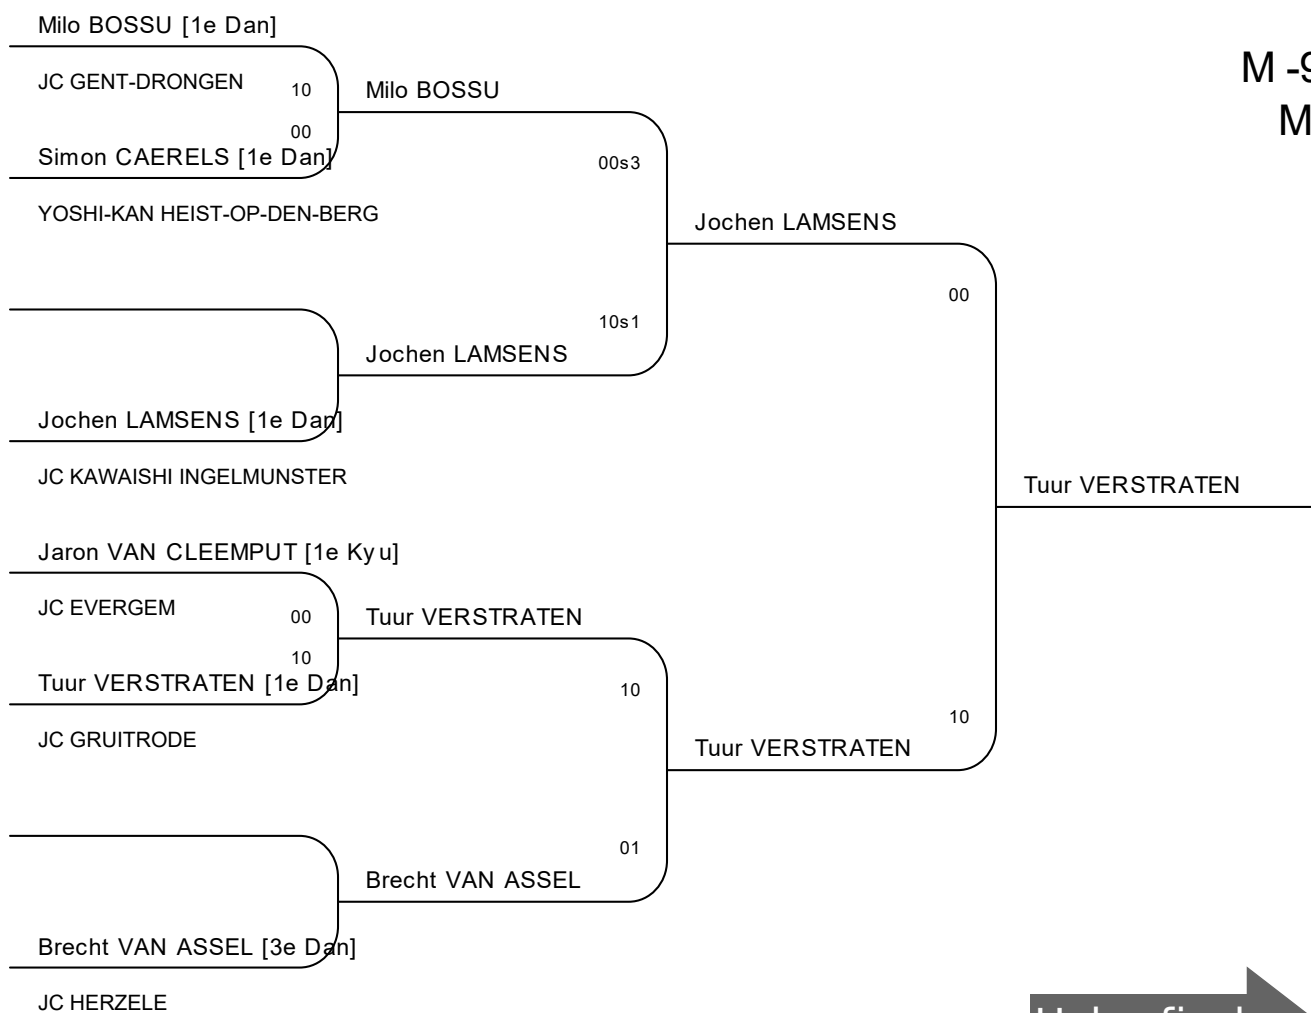 Milo BOSSU [1e Dan]
JC GENT-DRONGEN
10
Milo BOSSU
M -9
M
00
Simon CAERELS [1e Dan]
00s3
YOSHI-KAN HEIST-OP-DEN-BERG
Jochen LAMSENS
00
10s1
Jochen LAMSENS
Jochen LAMSENS [1e Dan]
JC KAWAISHI INGELMUNSTER
Tuur VERSTRATEN
Jaron VAN CLEEMPUT [1e Kyu]
JC EVERGEM
00
Tuur VERSTRATEN
10
Tuur VERSTRATEN [1e Dan]
10
JC GRUITRODE
10
Tuur VERSTRATEN
01
Brecht VAN ASSEL
Brecht VAN ASSEL [3e Dan]
JC HERZELE